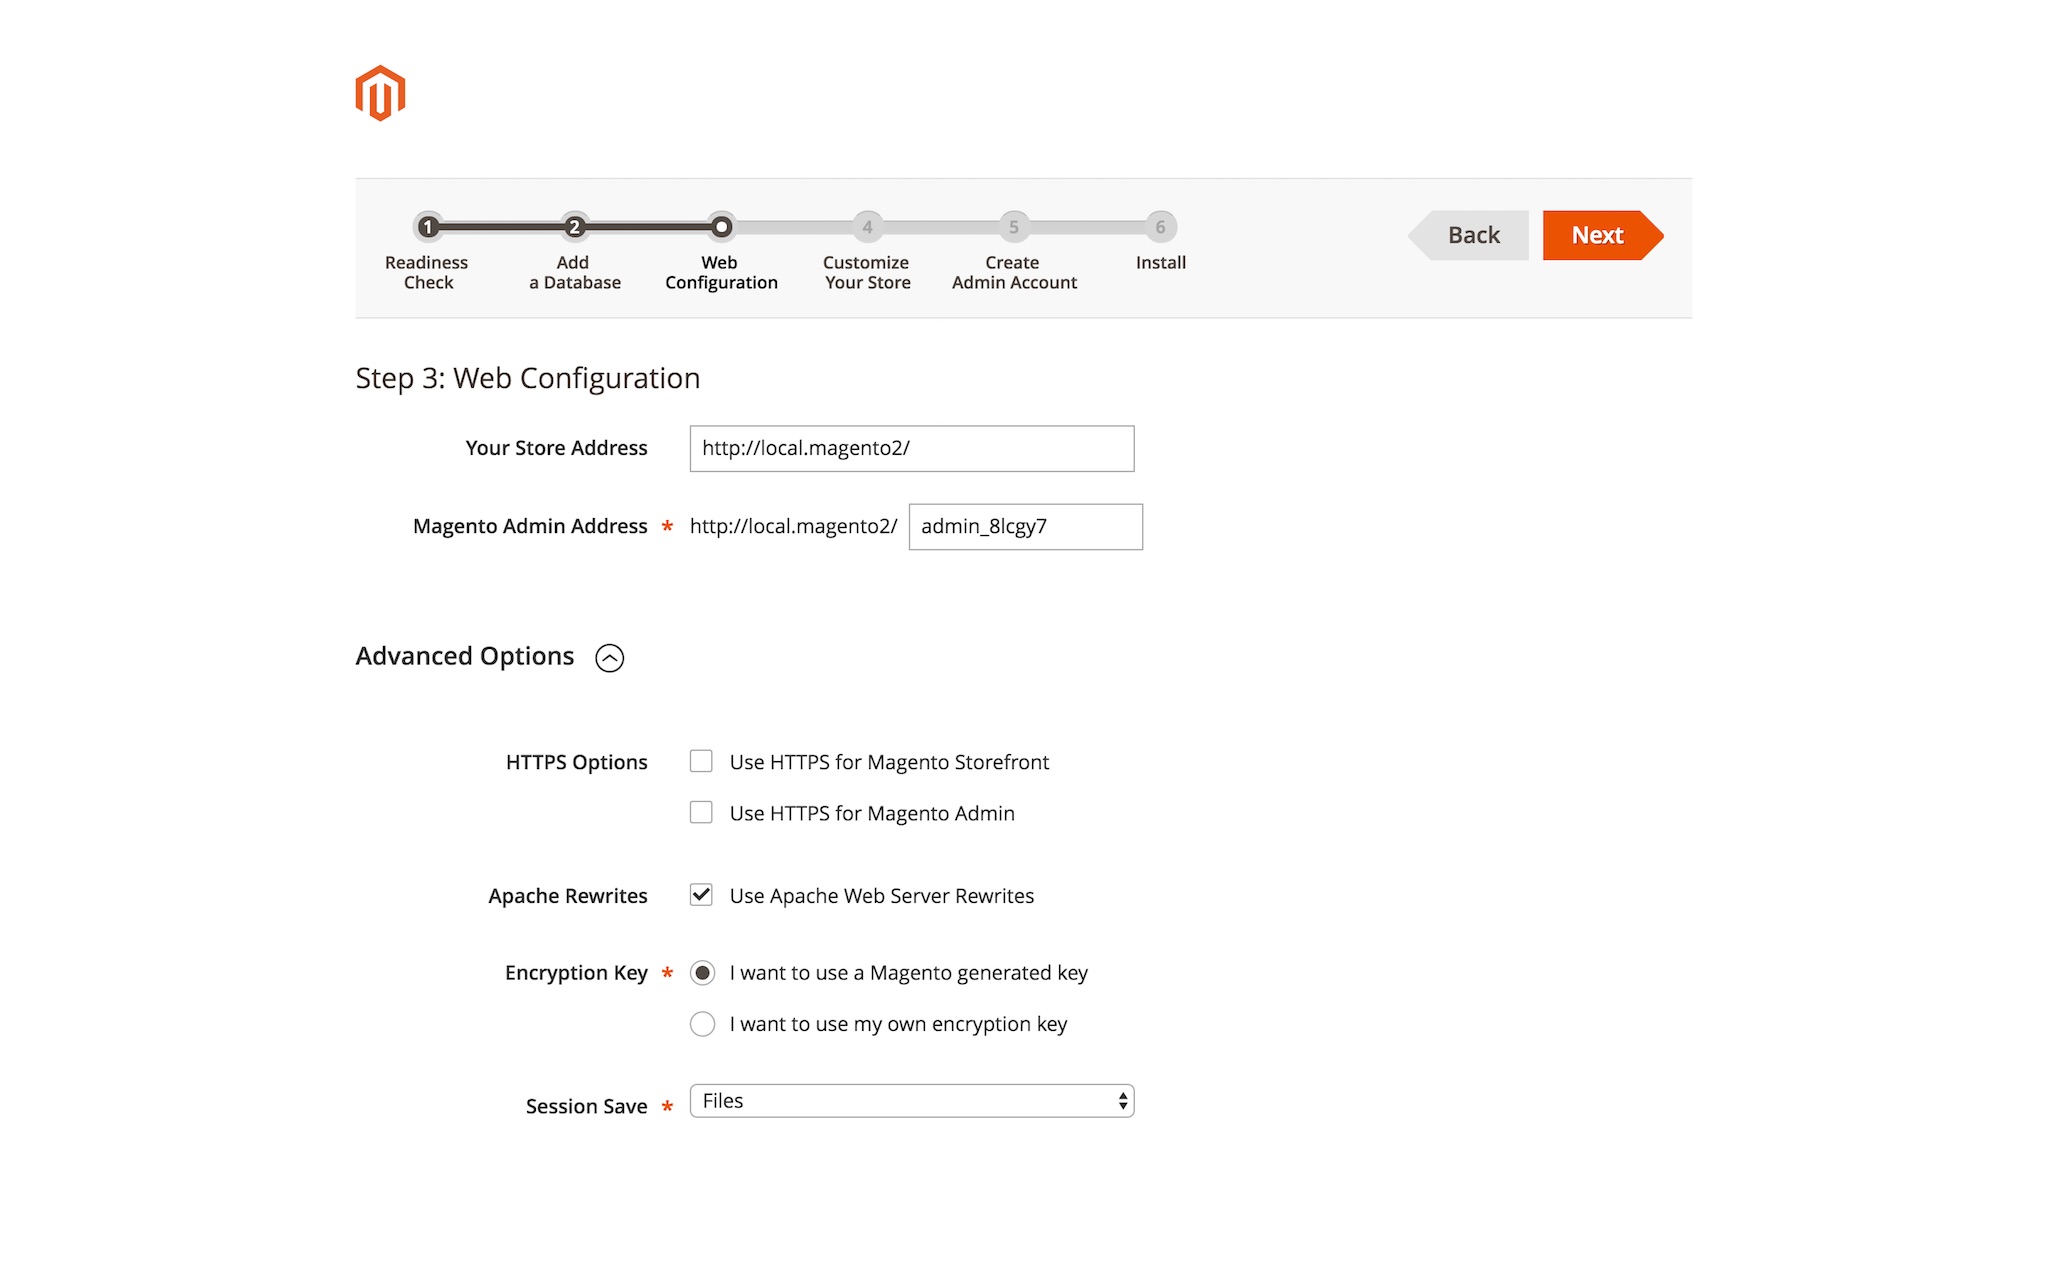 1 2 4 5 6
Readiness Check
Add a Database
Web Configuration
Customize Your Store
Create Admin Account
Install
Back
Next
Step 3: Web Configuration
Your Store Address http://local.magento2/
Magento Admin Address * http://local.magento2/ admin_8lcgy7
Advanced Options
HTTPS Options Use HTTPS for Magento Storefront
Use HTTPS for Magento Admin
Apache Rewrites Use Apache Web Server Rewrites
Encryption Key * I want to use a Magento generated key
I want to use my own encryption key
Session Save * Files